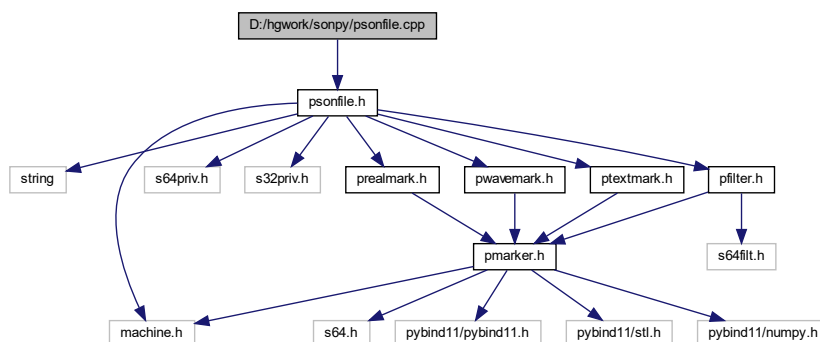 D:/hgwork/sonpy/psonfile.cpp
psonfile.h
string
s64priv.h
s32priv.h
prealmark.h
pwavemark.h
ptextmark.h
pfilter.h
pmarker.h
s64filt.h
machine.h
s64.h
pybind11/pybind11.h
pybind11/stl.h
pybind11/numpy.h